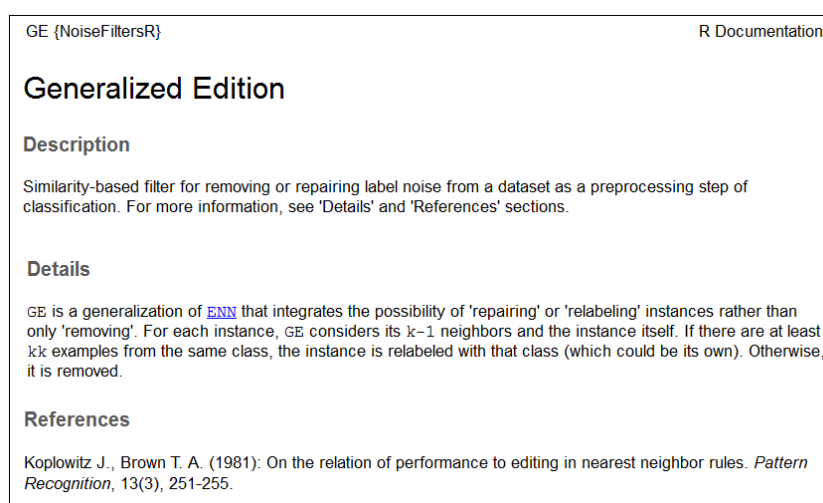 GE {NoiseFiltersR}
R Documentation
Generalized Edition
Description
Similarity-based filter for removing or repairing label noise from a dataset as a preprocessing step of
classification. For more information, see 'Details' and 'References' sections.
Details
GE is a generalization of ENN that integrates the possibility of 'repairing' or 'relabeling' instances rather than
only 'removing'. For each instance, GE considers its k-1 neighbors and the instance itself. If there are at least
kk examples from the same class, the instance is relabeled with that class (which could be its own). Otherwise,
it is removed.
References
Koplowitz J., Brown T. A. (1981): On the relation of performance to editing in nearest neighbor rules. Pattern
Recognition, 13(3), 251-255.